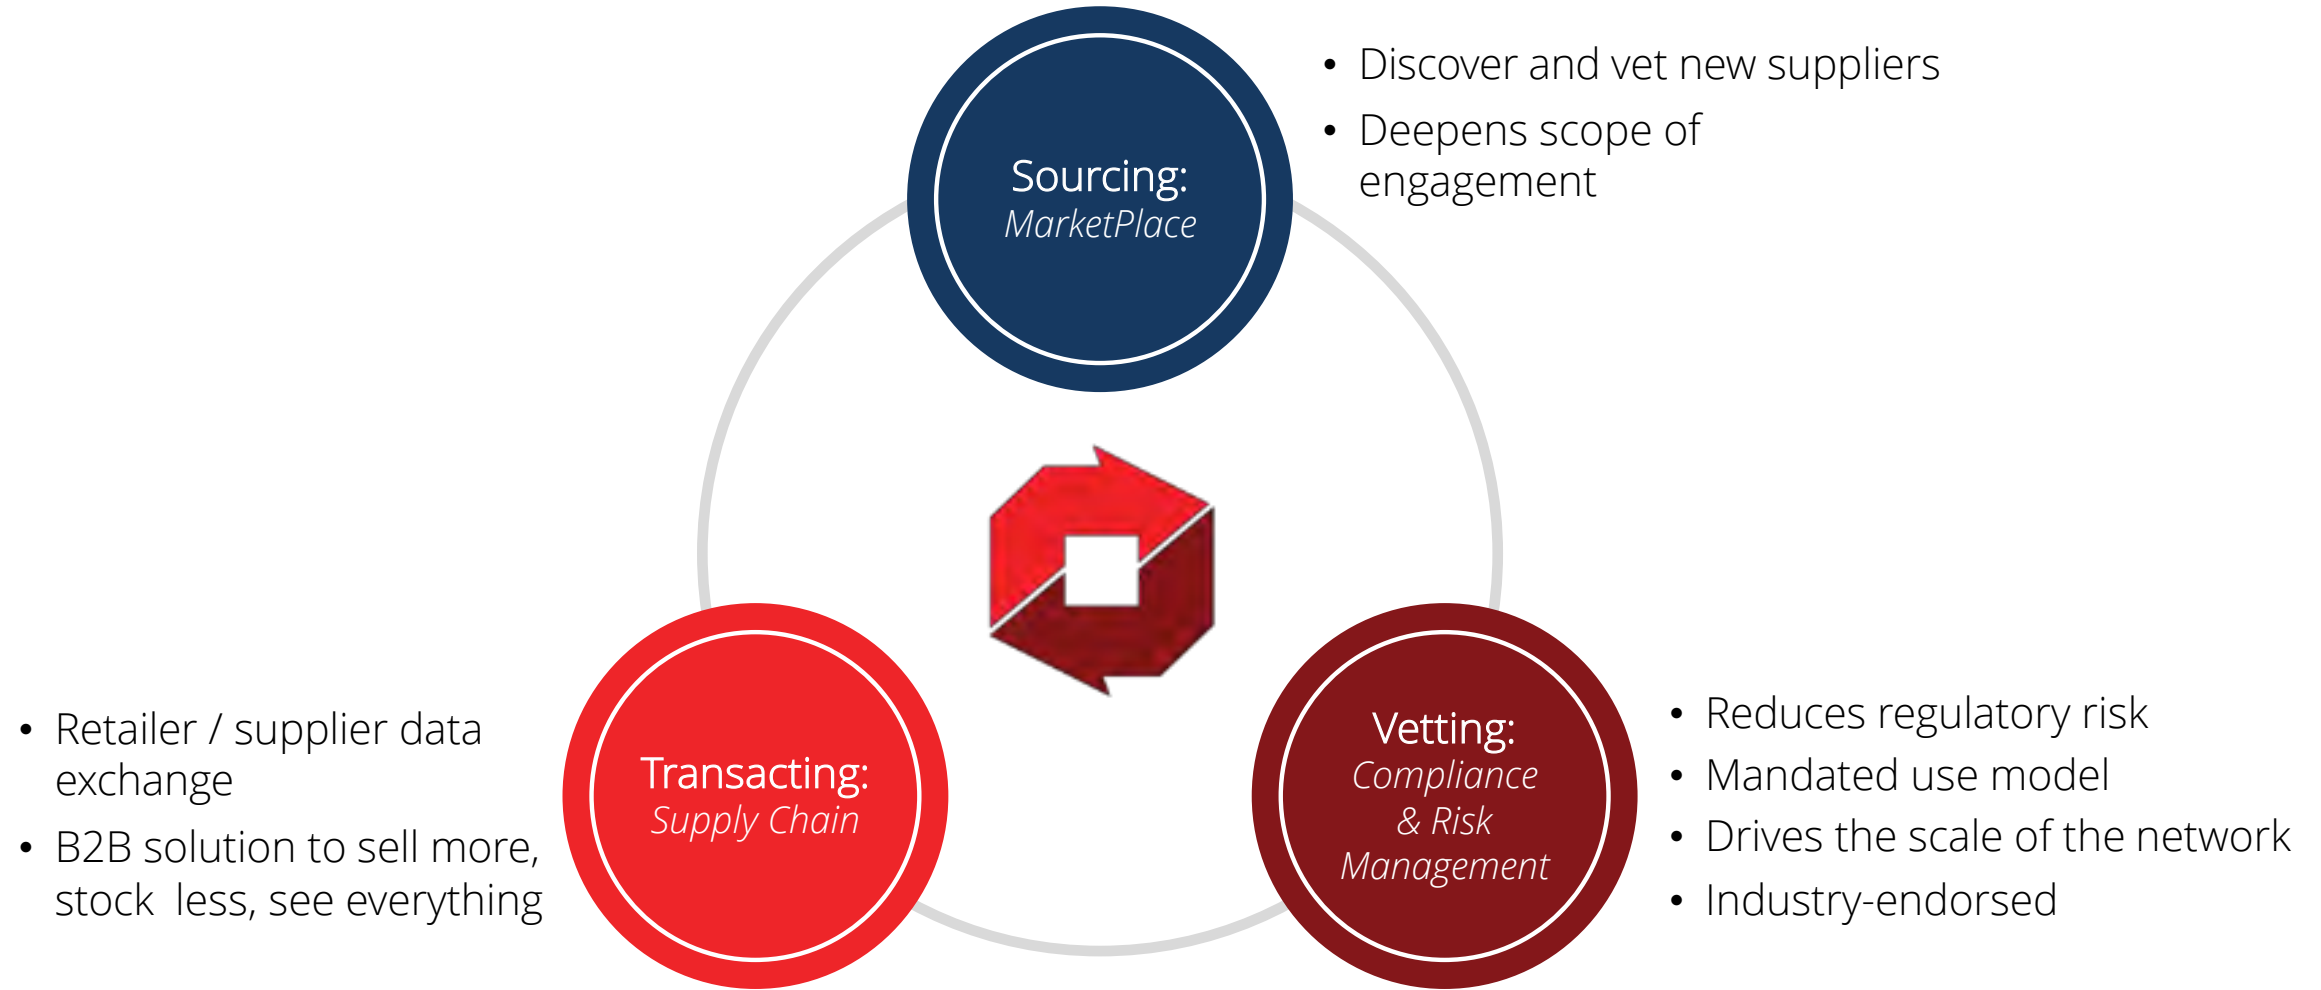 Sourcing:
MarketPlace
• Discover and vet new suppliers
• Deepens scope of
engagement
Transacting:
Supply Chain
• Retailer / supplier data
exchange
• B2B solution to sell more,
stock  less, see everything
Vetting:
Compliance
& Risk
Management
• Reduces regulatory risk
• Mandated use model
• Drives the scale of the network
• Industry-endorsed